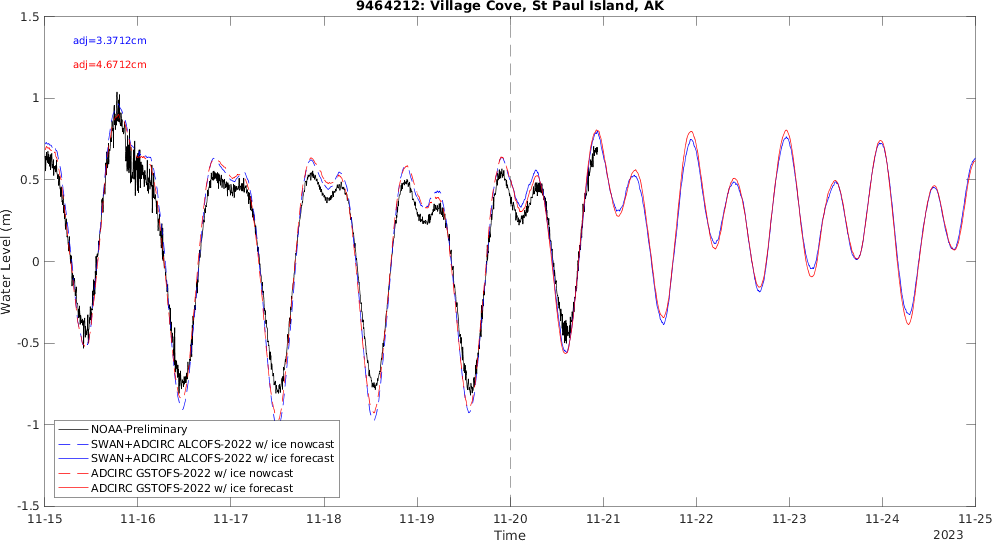 9464212: Village Cove, St Paul Island, AK
adj=3.3712cm
adj=4.6712cm
Water Level (m)
1.5
1
0.5
0
-0.5
-1
-1.5
NOAA-Preliminary
SWAN+ADCIRC ALCOFS-2022 w/ ice nowcast
SWAN+ADCIRC ALCOFS-2022 w/ ice forecast
ADCIRC GSTOFS-2022 w/ ice nowcast
ADCIRC GSTOFS-2022 w/ ice forecast
11-15 11-16 11-17 11-18 11-19 11-20 11-21 11-22 11-23 11-24 11-25
Time
2023